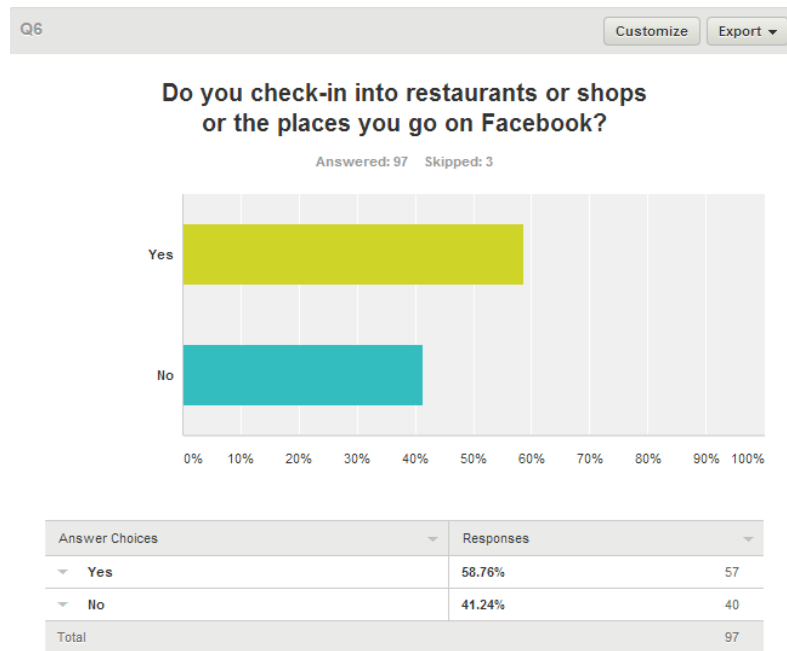 Q6
Customize
Export
Do you check-in into restaurants or shops
or the places you go on Facebook?
Answered: 97 Skipped: 3
Yes
No
0% 10% 20% 30% 40% 50% 60% 70% 80% 90% 100%
Answer Choices Responses
Yes 58.76% 57
No 41.24% 40
Total 97